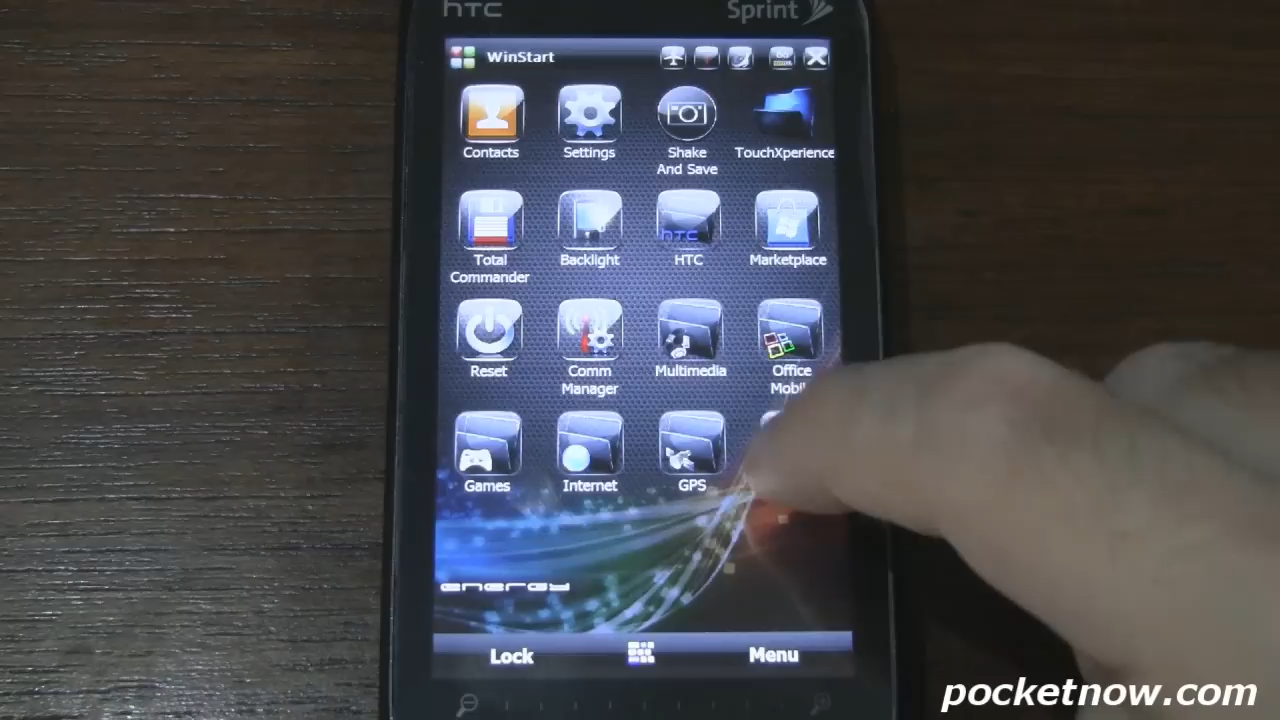 hTC Sprint
WinStart
Contacts Settings Shake And Save TouchXperience
Total Commander Backlight HTC Marketplace
hTC
Reset Comm Manager Multimedia Office
Games Internet GPS
energy
Lock Menu
pocketnow.com